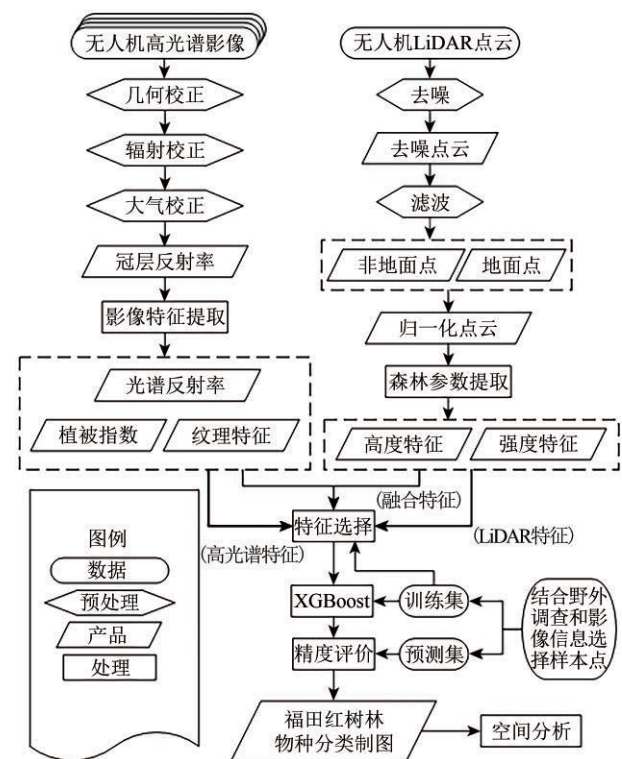 无人机高光谱影像
几何校正
辐射校正
大气校正
冠层反射率
影像特征提取
光谱反射率
植被指数
纹理特征
无人机LiDAR点云
去噪
去噪点云
滤波
非地面点
地面点
归一化点云
森林参数提取
高度特征
强度特征
(融合特征)
(高光谱特征)
(LiDAR特征)
特征选择
XGBoost
训练集
精度评价
预测集
结合野外
调查和影
像信息选
择样本点
福田红树林
物种分类制图
空间分析
图例
数据
预处理
产品
处理